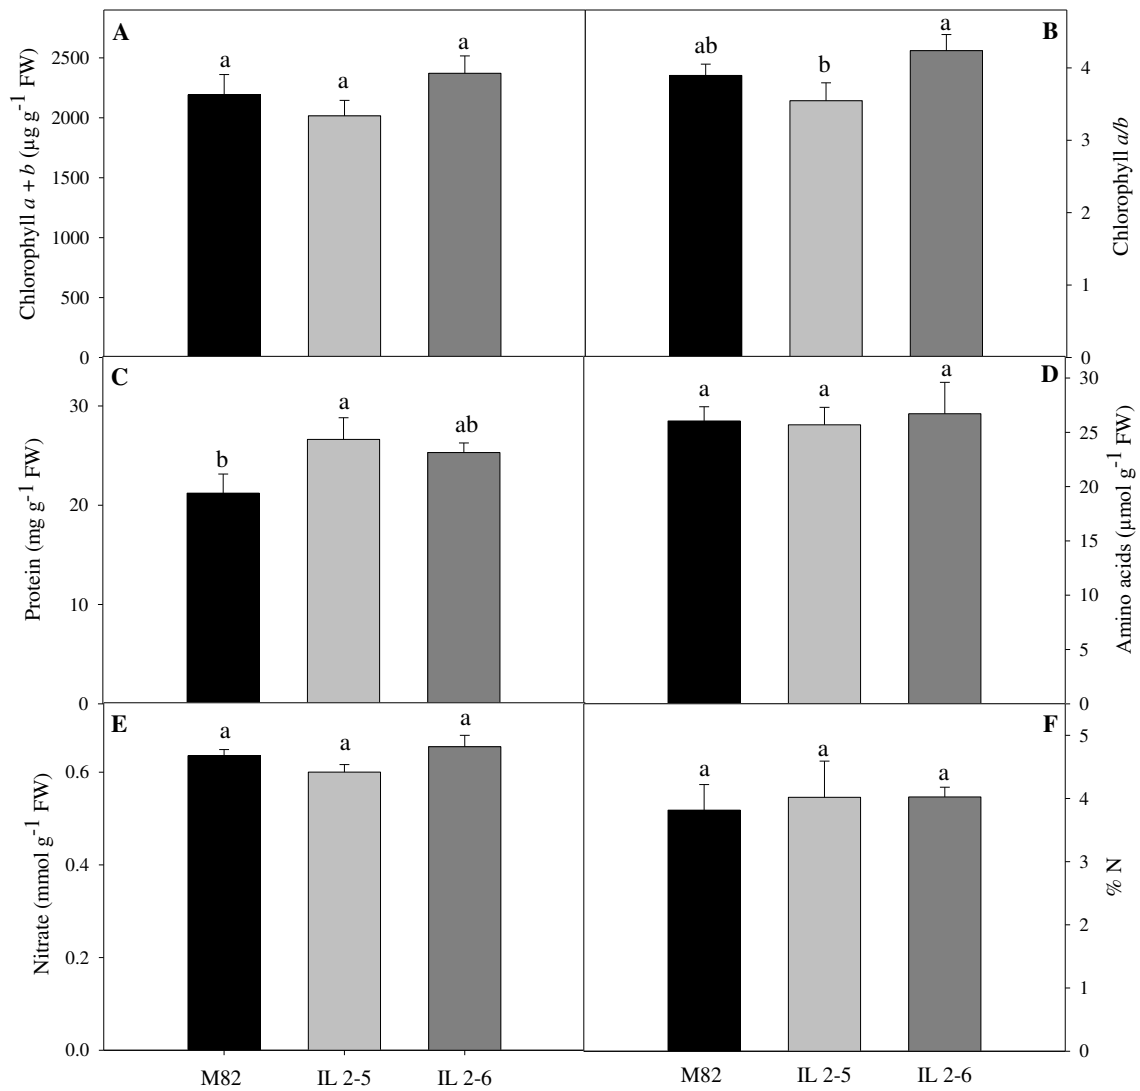 A
Chlorophyll a + b (µg g-1 FW)
2500
2000
1500
1000
500
0
a
a
a
B
Chlorophyll a/b
4
3
2
1
0
ab
b
a
C
Protein (mg g-1 FW)
30
20
10
0
b
a
ab
D
Amino acids (µmol g-1 FW)
30
25
20
15
10
5
0
a
a
a
E
Nitrate (mmol g-1 FW)
0.6
0.4
0.2
0.0
a
a
a
M82
IL 2-5
IL 2-6
F
% N
5
4
3
2
1
0
a
a
a
M82
IL 2-5
IL 2-6